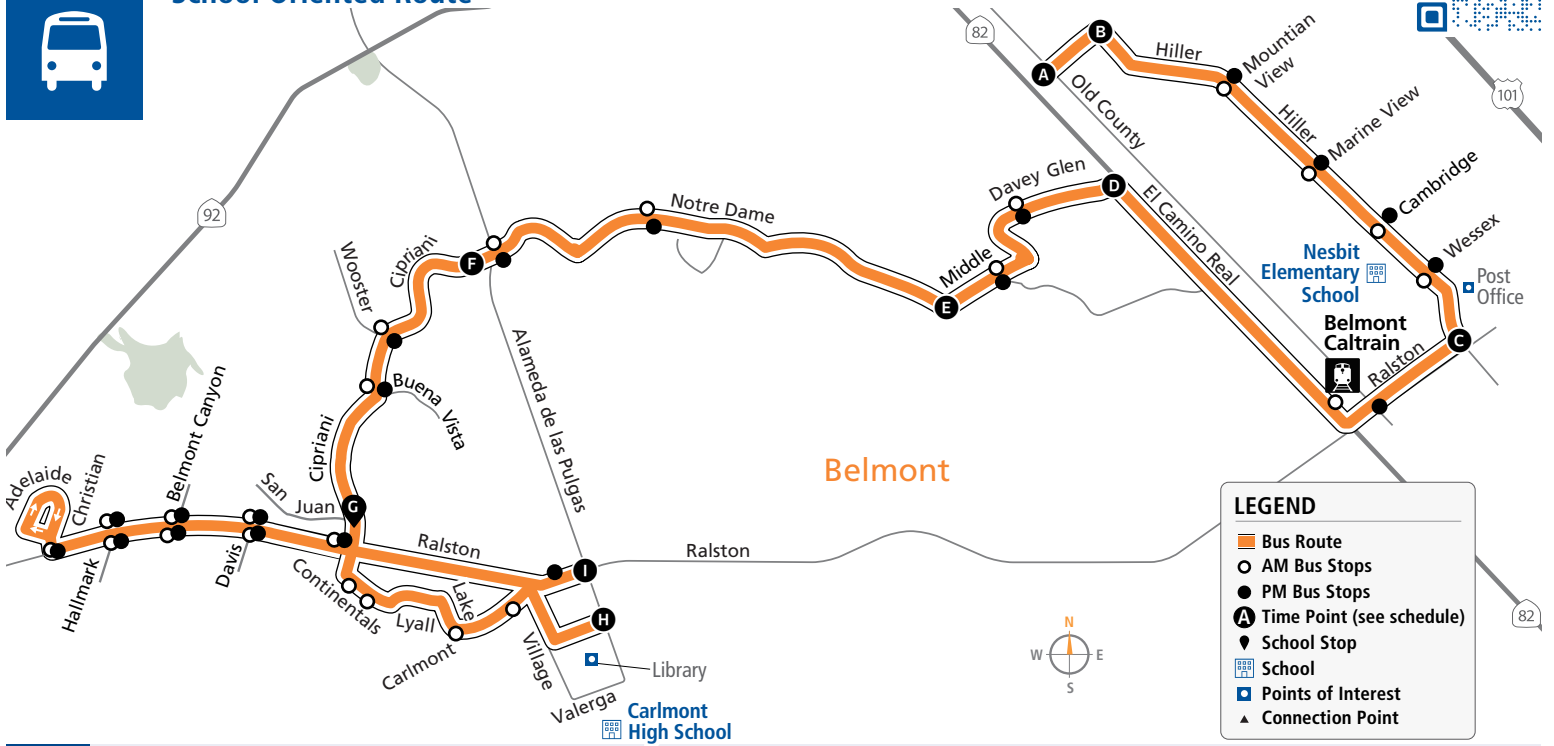 School-Oriented Route
82
B
A
Hiller
Mountian
View
Old County
101
Hiller
Marine View
Davey Glen
D
Cambridge
El Camino Real
Notre Dame
92
Wooster
Cipriani
F
Middle
Wessex
Nesbit
Elementary
School
Post
Office
E
Belmont
Caltrain
C
Ralston
Buena Vista
Alameda de las Pulgas
Belmont Canyon
Cipriani
Belmont
Adelaide
Christian
San Juan
G
Hallmark
Davis
Ralston
Ralston
I
Continentals
Lyall
Lake
H
Carlmont
Village
Library
Valerga
Carlmont
High School
N
W
E
S
LEGEND
Bus Route
AM Bus Stops
PM Bus Stops
A
Time Point (see schedule)
School Stop
School
Points of Interest
Connection Point
82